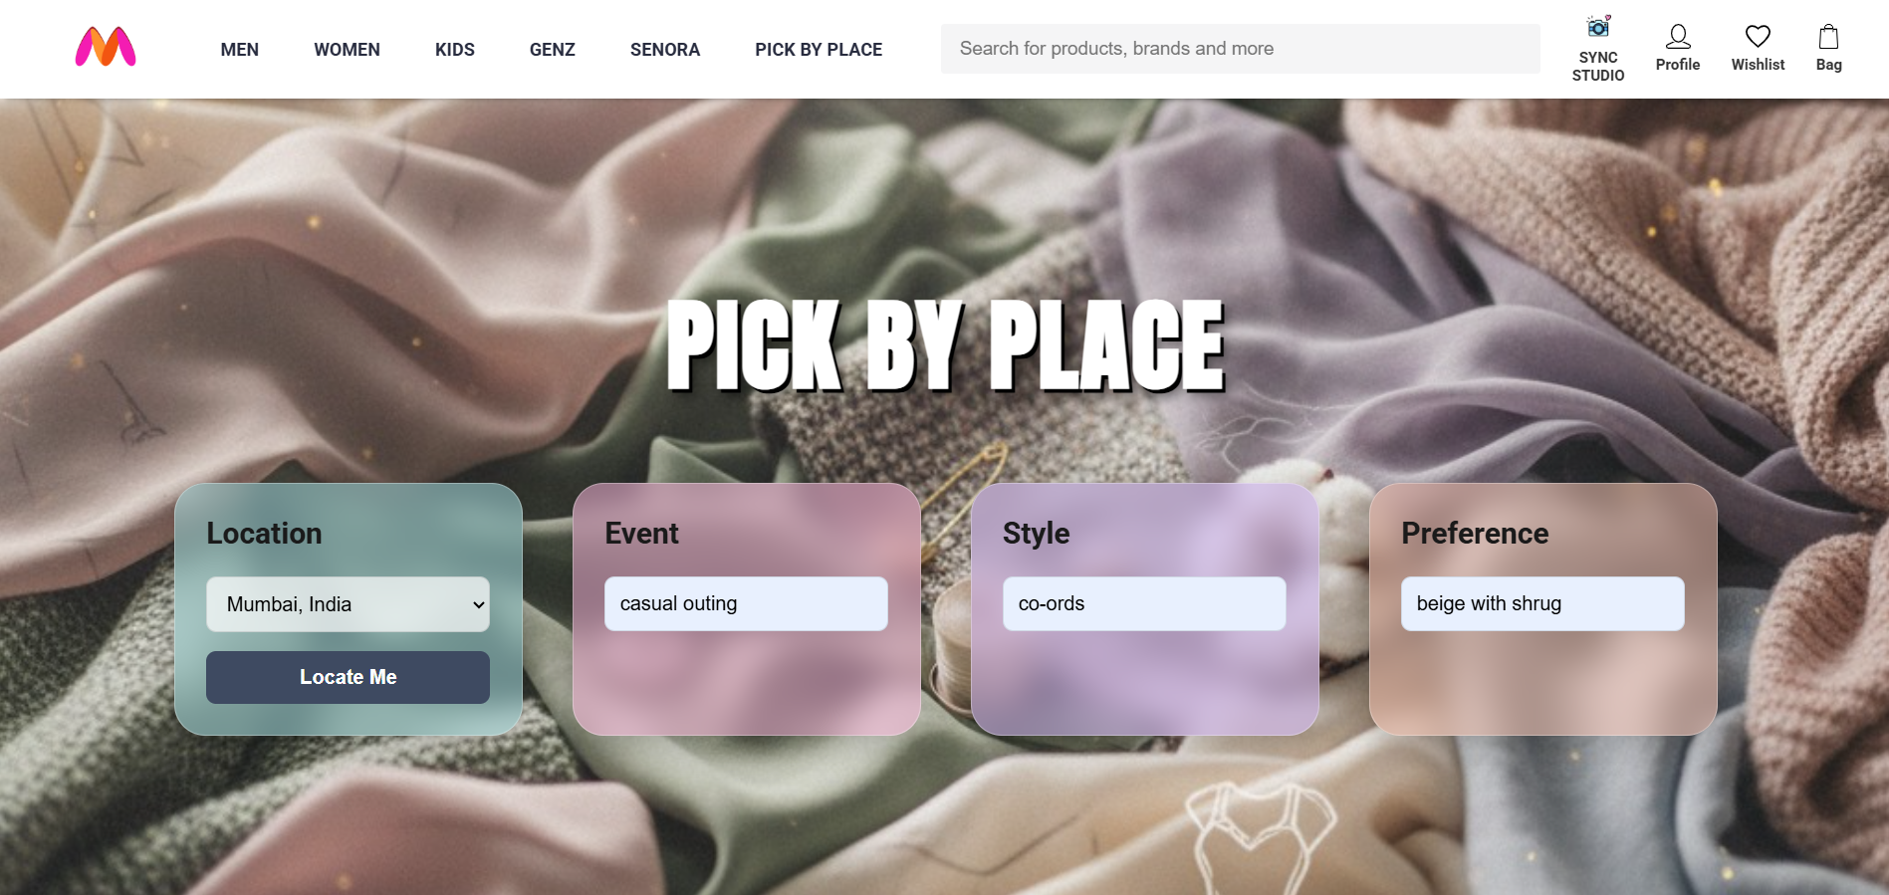 MEN WOMEN KIDS GENZ SENORA PICK BY PLACE
Search for products, brands and more
SYNC
STUDIO
Profile
Wishlist
Bag
PICK BY PLACE
Location
Mumbai, India
Locate Me
Event
casual outing
Style
co-ords
Preference
beige with shrug